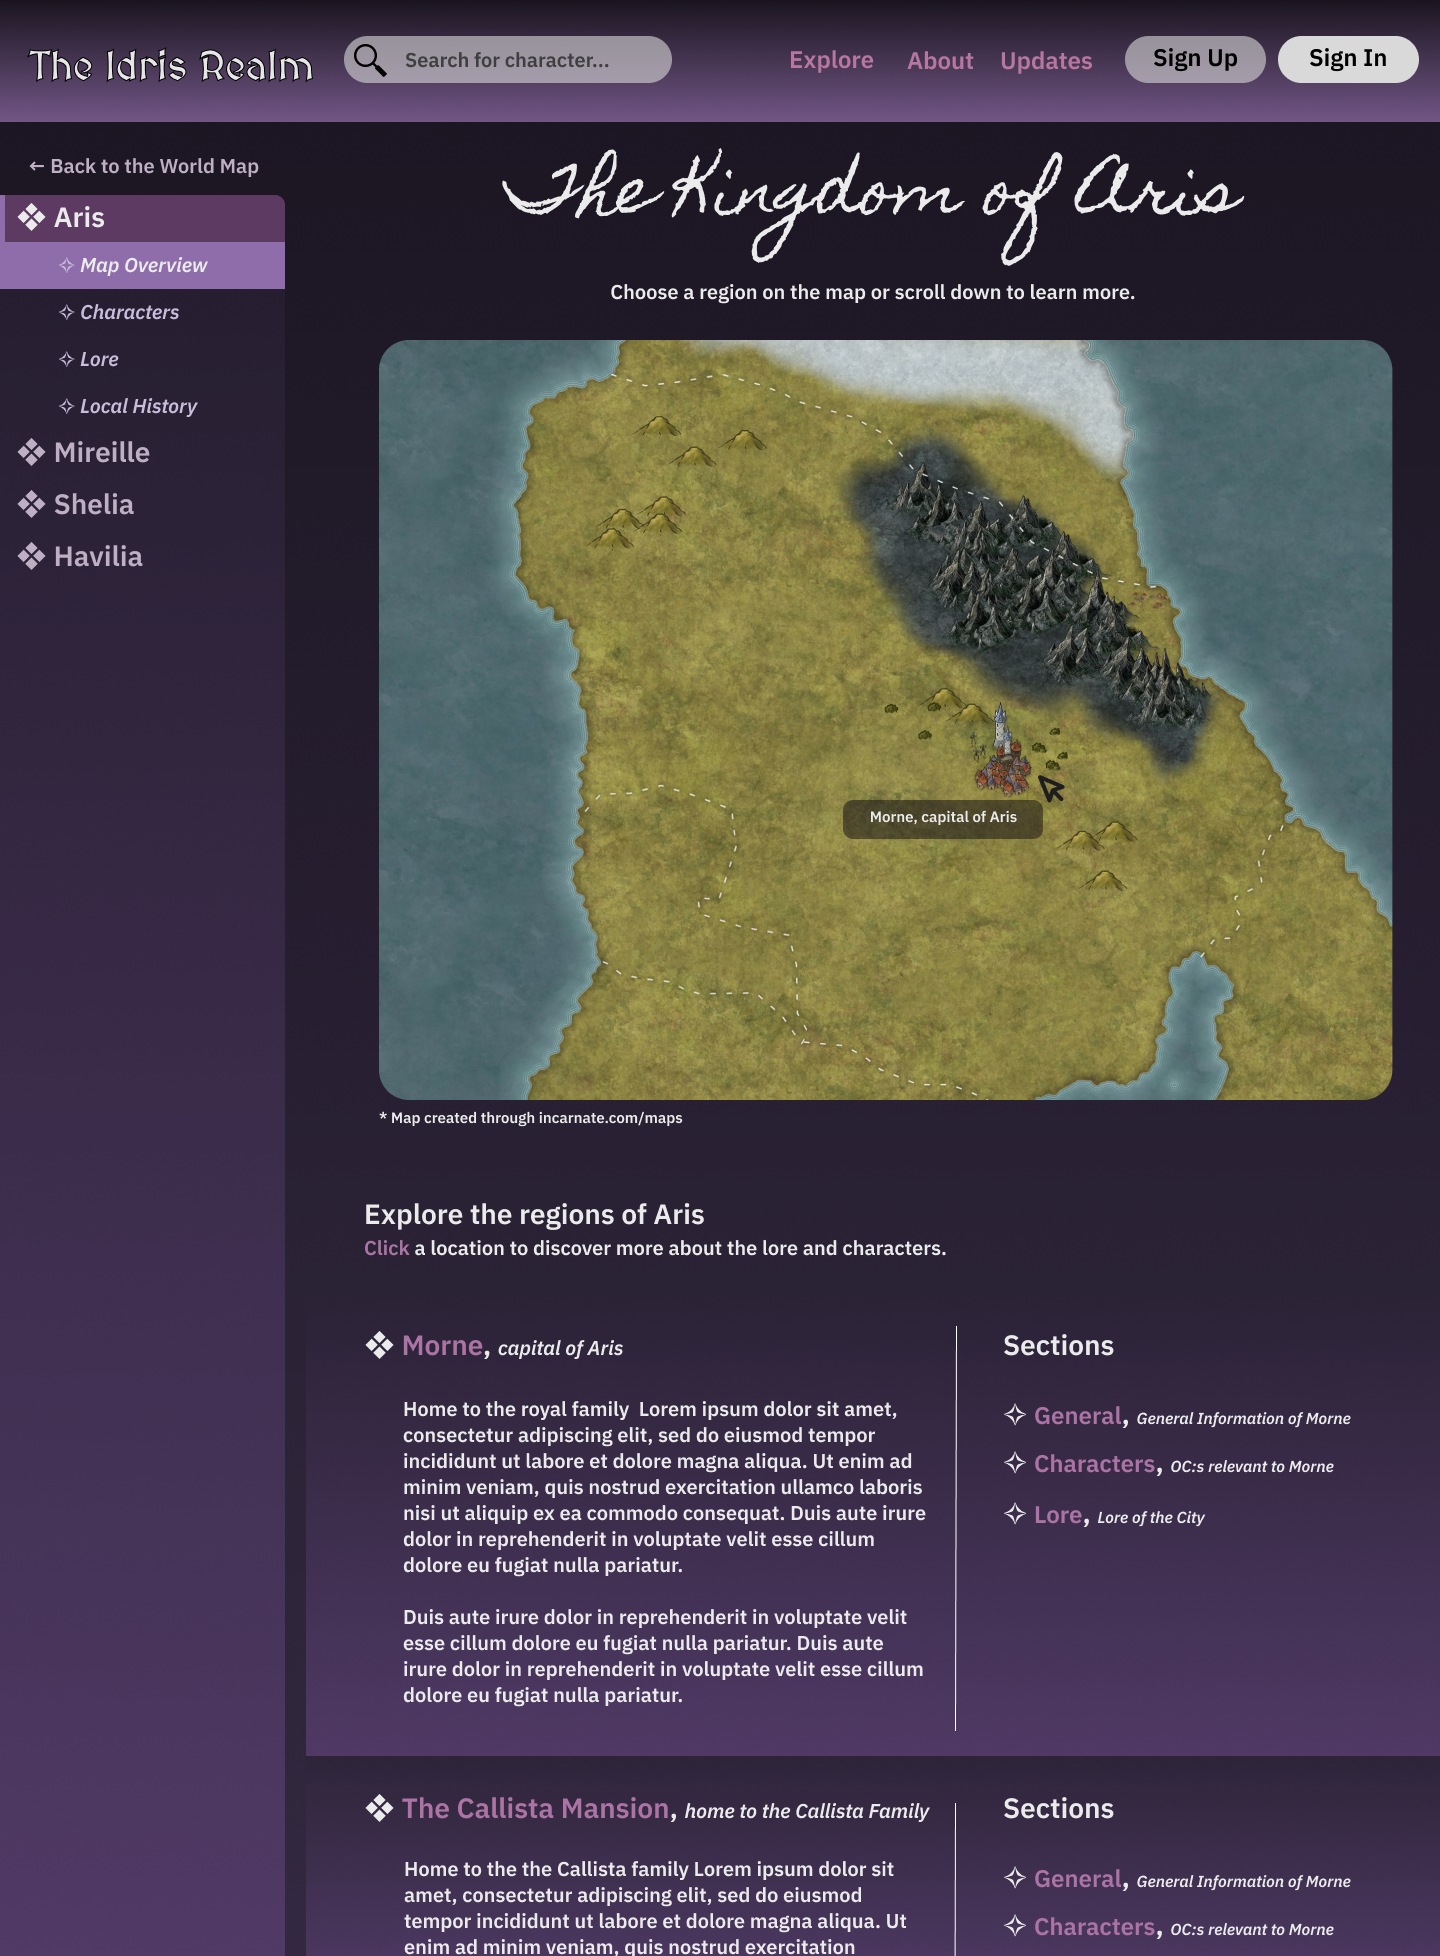 The Idris Realm
Search for character...
Explore
About
Updates
Sign Up
Sign In
← Back to the World Map
❖ Aris
✧ Map Overview
✧ Characters
✧ Lore
✧ Local History
❖ Mireille
❖ Shelia
❖ Havilia
The Kingdom of Aris
Choose a region on the map or scroll down to learn more.
Morne, capital of Aris
* Map created through incarnate.com/maps
Explore the regions of Aris
Click a location to discover more about the lore and characters.
❖ Morne, capital of Aris
Home to the royal family  Lorem ipsum dolor sit amet,
consectetur adipiscing elit, sed do eiusmod tempor
incididunt ut labore et dolore magna aliqua. Ut enim ad
minim veniam, quis nostrud exercitation ullamco laboris
nisi ut aliquip ex ea commodo consequat. Duis aute irure
dolor in reprehenderit in voluptate velit esse cillum
dolore eu fugiat nulla pariatur.
Duis aute irure dolor in reprehenderit in voluptate velit
esse cillum dolore eu fugiat nulla pariatur. Duis aute
irure dolor in reprehenderit in voluptate velit esse cillum
dolore eu fugiat nulla pariatur.
Sections
✧ General, General Information of Morne
✧ Characters, OC:s relevant to Morne
✧ Lore, Lore of the City
❖ The Callista Mansion, home to the Callista Family
Home to the the Callista family Lorem ipsum dolor sit
amet, consectetur adipiscing elit, sed do eiusmod
tempor incididunt ut labore et dolore magna aliqua. Ut
enim ad minim veniam, quis nostrud exercitation
Sections
✧ General, General Information of Morne
✧ Characters, OC:s relevant to Morne